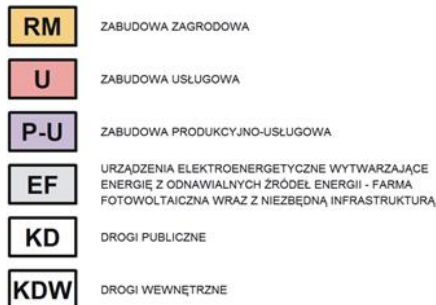 RM ZABUDOWA ZAGRODOWA
U ZABUDOWA USŁUGOWA
P-U ZABUDOWA PRODUKCYJNO-USŁUGOWA
EF URZĄDZENIA ELEKTROENERGETYCZNE WYTWARZAJĄCE
ENERGIĘ Z ODNAWIALNYCH ŹRÓDEŁ ENERGII - FARMA
FOTOWOLTAICZNA WRAZ Z NIEZBĘDNĄ INFRASTRUKTURĄ
KD DROGI PUBLICZNE
KDW DROGI WEWNĘTRZNE